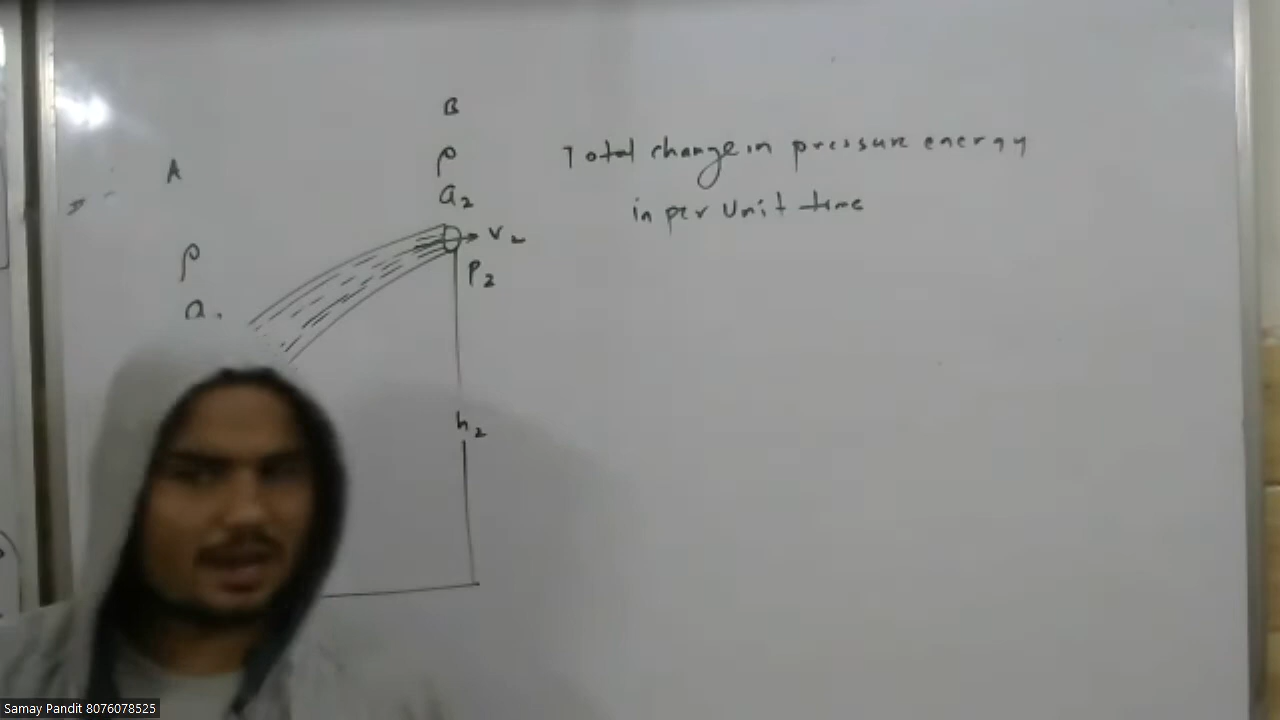 B
A
ρ
a₂
Total change in pressure energy
in per unit time
v₂
ρ
P₂
a₁
h₂
Samay Pandit 8076078525